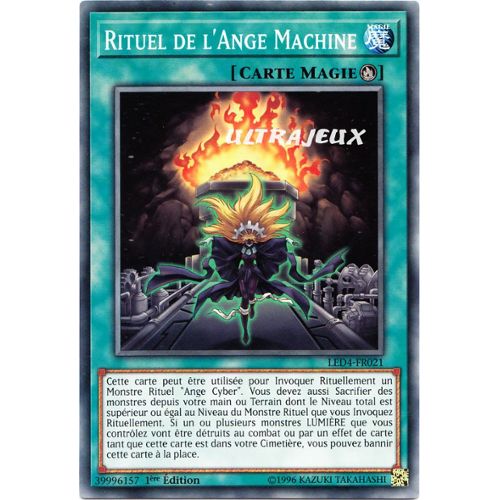 RITUEL DE L'ANGE MACHINE
MAGIE
魔
[CARTE MAGIE]
ULTRAJEUX
LED4-FR021
Cette carte peut être utilisée pour Invoquer Rituellement un
Monstre Rituel "Ange Cyber". Vous devez aussi Sacrifier des
monstres depuis votre main ou Terrain dont le Niveau total est
supérieur ou égal au Niveau du Monstre Rituel que vous Invoquez
Rituellement. Si un ou plusieurs monstres LUMIÈRE que vous
contrôlez vont être détruits au combat ou par un effet de carte
tant que cette carte est dans votre Cimetière, vous pouvez bannir
cette carte à la place.
39996157 1ère Édition ©1996 KAZUKI TAKAHASHI